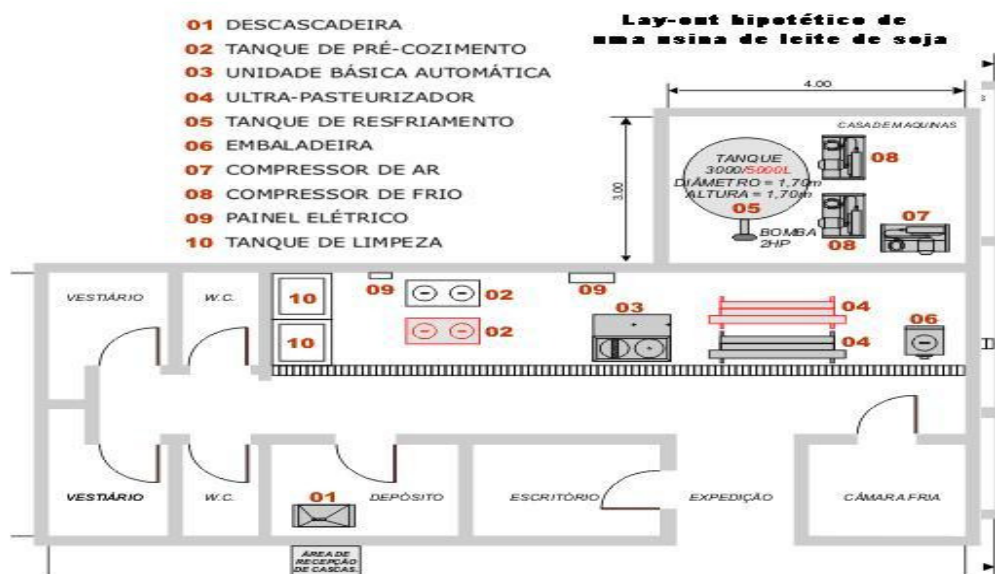 Lay-out hipotético de
uma usina de leite de soja
01 DESCASCADEIRA
02 TANQUE DE PRÉ-COZIMENTO
03 UNIDADE BÁSICA AUTOMÁTICA
04 ULTRA-PASTEURIZADOR
05 TANQUE DE RESFRIAMENTO
06 EMBALADEIRA
07 COMPRESSOR DE AR
08 COMPRESSOR DE FRIO
09 PAINEL ELÉTRICO
10 TANQUE DE LIMPEZA
4.00
3.00
CASA DE MAQUINAS
TANQUE
3000/5000L
DIÂMETRO = 1,70m
ALTURA = 1,70m
05
BOMBA
2HP
08
08
07
VESTIÁRIO
W.C.
10
10
09
02
02
09
03
04
04
06
VESTIÁRIO
W.C.
01
DEPÓSITO
ESCRITÓRIO
EXPEDIÇÃO
CÂMARA FRIA
ÁREA DE
RECEPÇÃO
DE CASCAS.